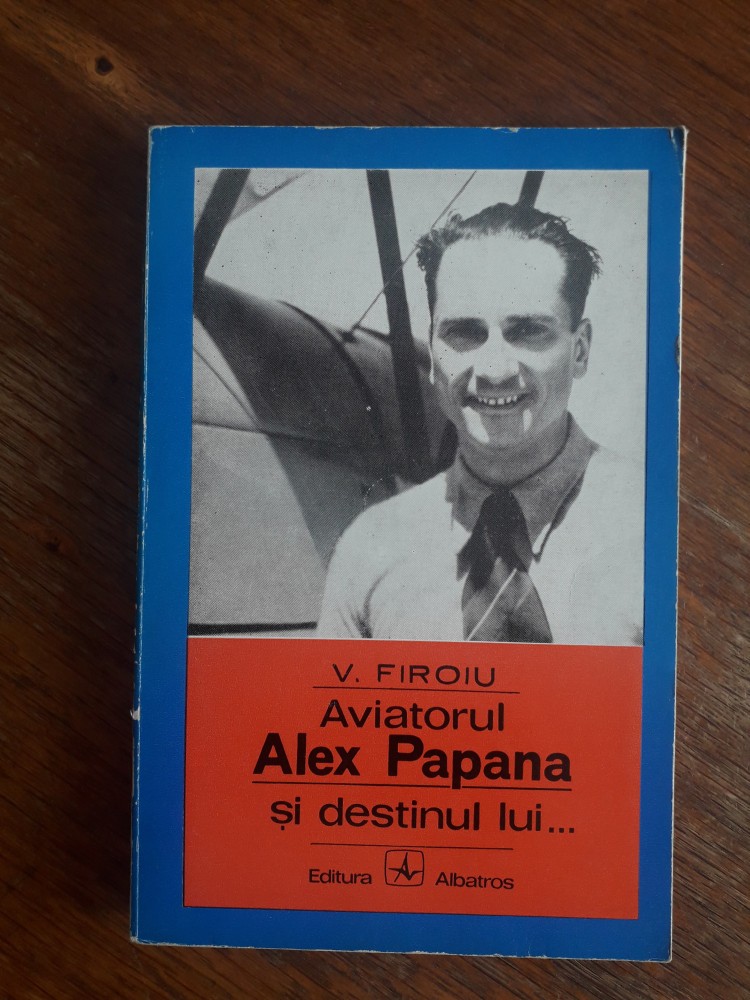 V. FIROIU
Aviatorul
Alex Papana
și destinul lui...
Editura Albatros